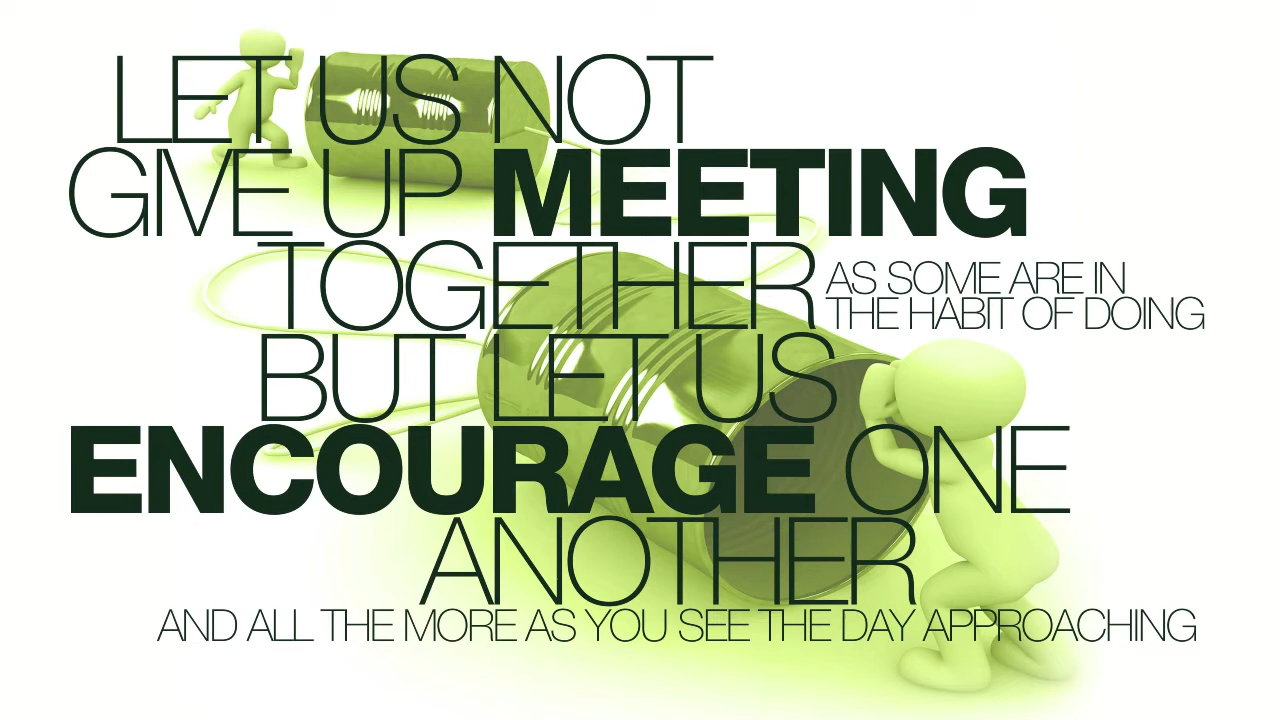 LET US NOT
GIVE UP MEETING
TOGETHER
AS SOME ARE IN
THE HABIT OF DOING
BUT LET US
ENCOURAGE ONE
ANOTHER
AND ALL THE MORE AS YOU SEE THE DAY APPROACHING